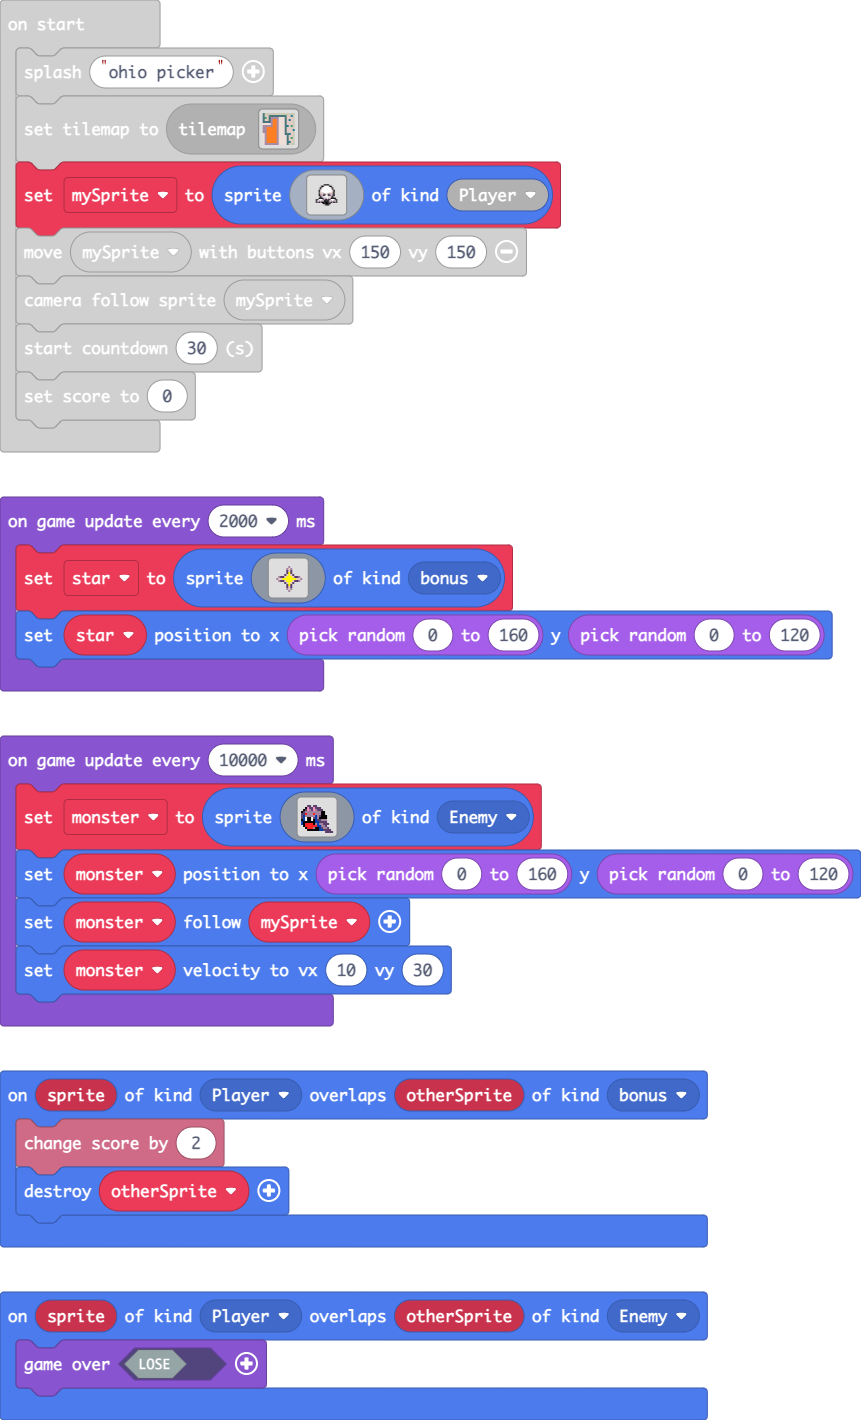 on start
splash "ohio picker"
set tilemap to tilemap
set mySprite to sprite of kind Player
move mySprite with buttons vx 150 vy 150
camera follow sprite mySprite
start countdown 30 (s)
set score to 0
on game update every 2000 ms
set star to sprite of kind bonus
set star position to x pick random 0 to 160 y pick random 0 to 120
on game update every 10000 ms
set monster to sprite of kind Enemy
set monster position to x pick random 0 to 160 y pick random 0 to 120
set monster follow mySprite
set monster velocity to vx 10 vy 30
on sprite of kind Player overlaps otherSprite of kind bonus
change score by 2
destroy otherSprite
on sprite of kind Player overlaps otherSprite of kind Enemy
game over LOSE